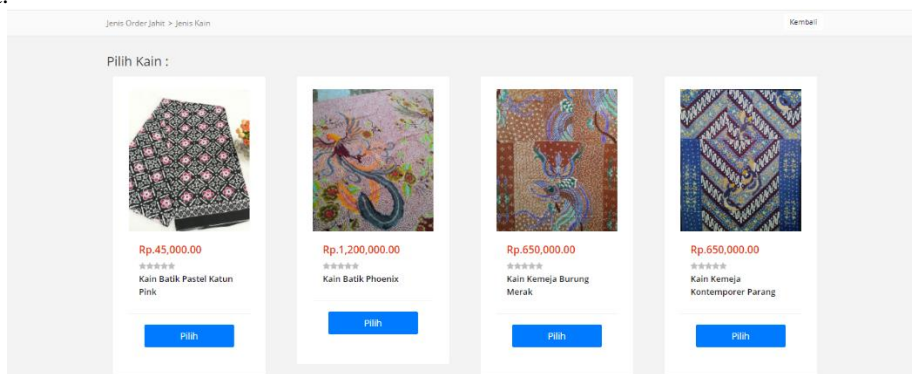 Jenis Order Jahit > Jenis Kain
Kembali
Pilih Kain :
Rp.45,000.00
Kain Batik Pastel Katun
Pink
Pilih
Rp.1,200,000.00
Kain Batik Phoenix
Pilih
Rp.650,000.00
Kain Kemeja Burung
Merak
Pilih
Rp.650,000.00
Kain Kemeja
Kontemporer Parang
Pilih